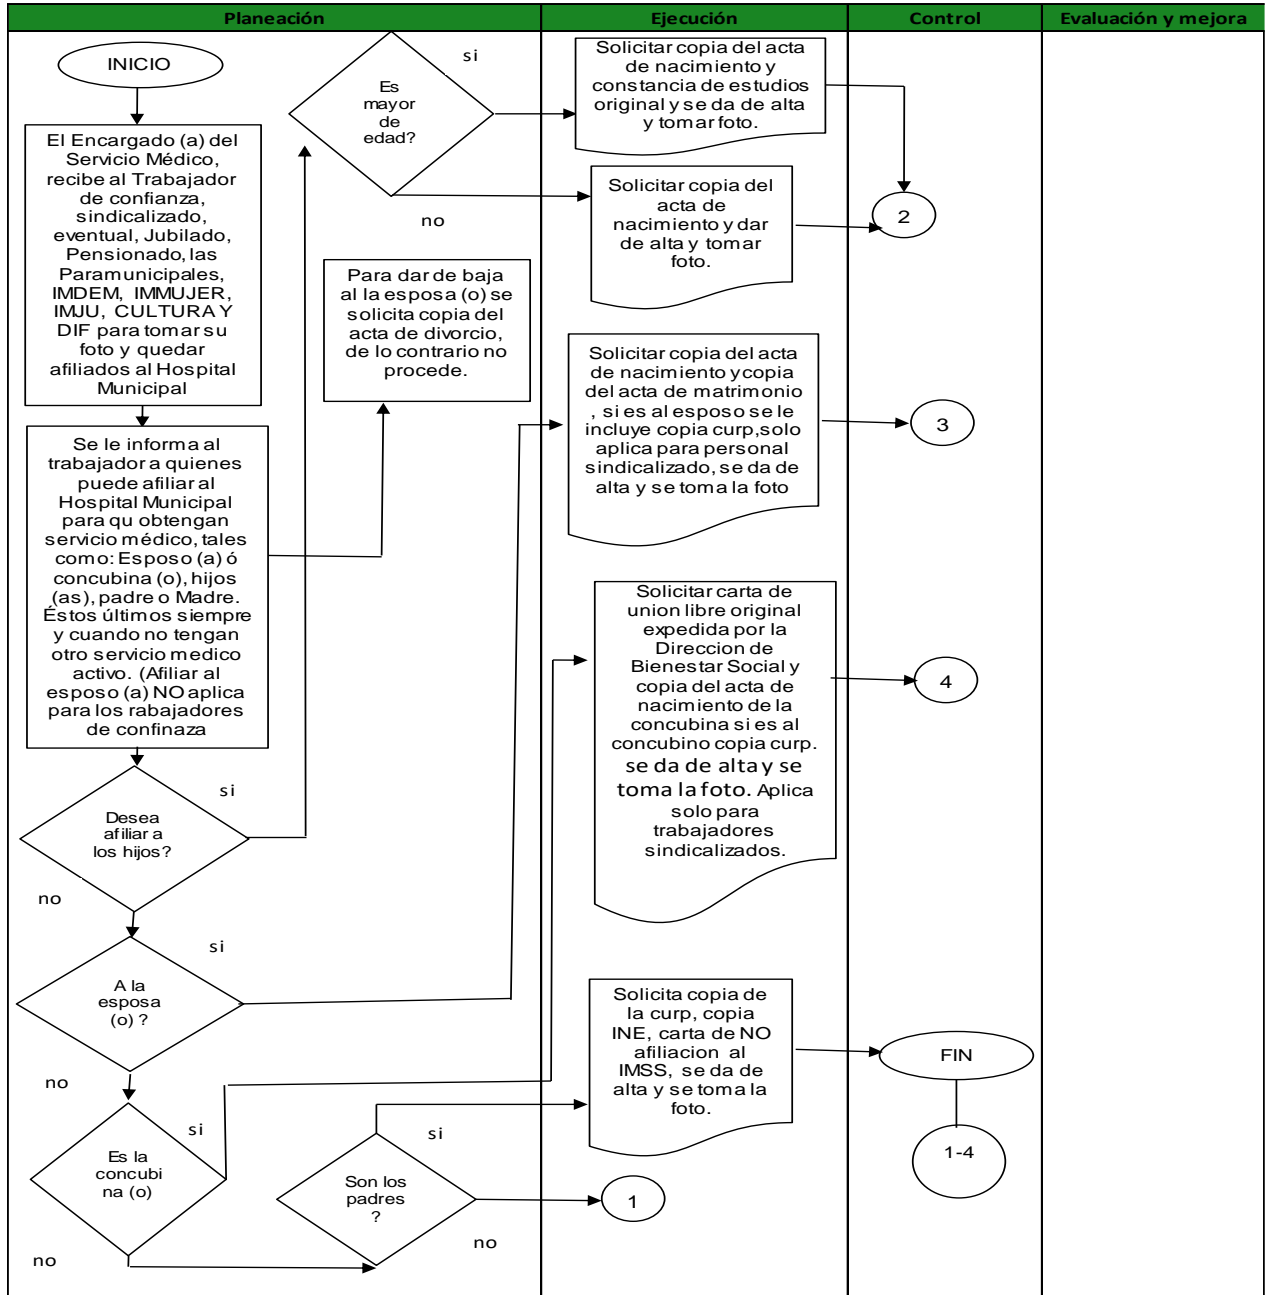 Planeación
Ejecución
Control
Evaluación y mejora
INICIO
El Encargado (a) del
Servicio Médico,
recibe al Trabajador
de confianza,
sindicalizado,
eventual, Jubilado,
Pensionado, las
Paramunicipales,
IMDEM, IMMUJER,
IMJU, CULTURA Y
DIF para tomar su
foto y quedar
afiliados al Hospital
Municipal
Se le informa al
trabajador a quienes
puede afiliar al
Hospital Municipal
para qu obtengan
servicio médico, tales
como: Esposo (a) ó
concubina (o), hijos
(as), padre o Madre.
Éstos últimos siempre
y cuando no tengan
otro servicio medico
activo. (Afiliar al
esposo (a) NO aplica
para los rabajadores
de confinaza
Desea
afiliar a
los hijos?
si
no
A la
esposa
(o) ?
si
no
Es la
concubi
na (o)
si
no
Son los
padres
?
si
no
Es
mayor
de
edad?
si
no
Para dar de baja
al la esposa (o) se
solicita copia del
acta de divorcio,
de lo contrario no
procede.
Solicitar copia del acta
de nacimiento y
constancia de estudios
original y se da de alta
y tomar foto.
Solicitar copia del
acta de
nacimiento y dar
de alta y tomar
foto.
2
Solicitar copia del acta
de nacimiento y copia
del acta de matrimonio
, si es al esposo se le
incluye copia curp,solo
aplica para personal
sindicalizado, se da de
alta y se toma la foto
3
Solicitar carta de
union libre original
expedida por la
Direccion de
Bienestar Social y
copia del acta de
nacimiento de la
concubina si es al
concubino copia curp.
se da de alta y se
toma la foto. Aplica
solo para
trabajadores
sindicalizados.
4
Solicita copia de
la curp, copia
INE, carta de NO
afiliacion al
IMSS, se da de
alta y se toma la
foto.
FIN
1-4
1